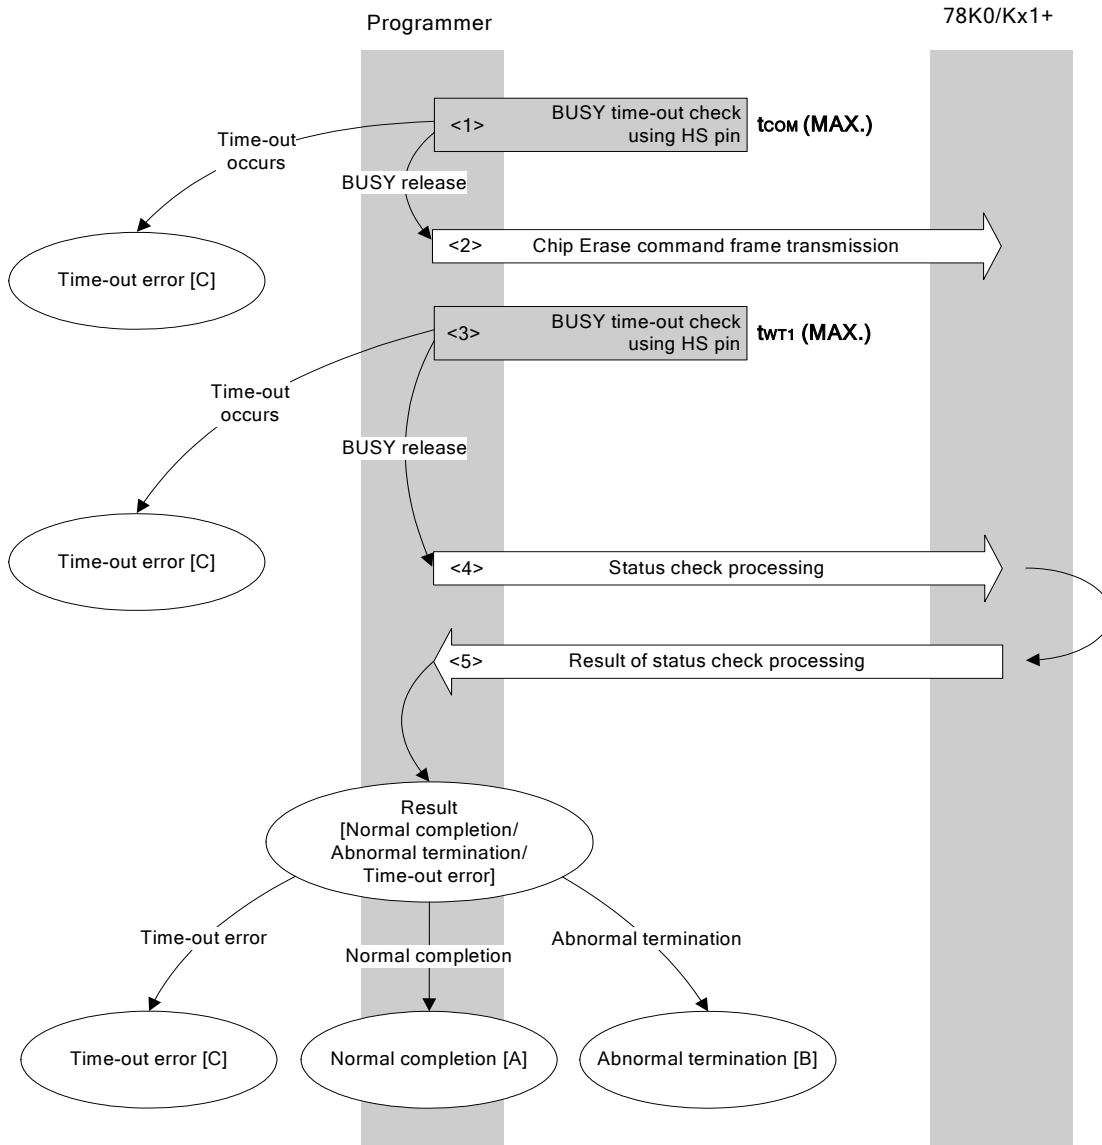 Programmer
78K0/Kx1+
<1>
BUSY time-out check
using HS pin
tCOM (MAX.)
Time-out
occurs
BUSY release
<2>
Chip Erase command frame transmission
Time-out error [C]
<3>
BUSY time-out check
using HS pin
tWT1 (MAX.)
Time-out
occurs
BUSY release
Time-out error [C]
<4>
Status check processing
<5>
Result of status check processing
Result
[Normal completion/
Abnormal termination/
Time-out error]
Time-out error
Normal completion
Abnormal termination
Time-out error [C]
Normal completion [A]
Abnormal termination [B]